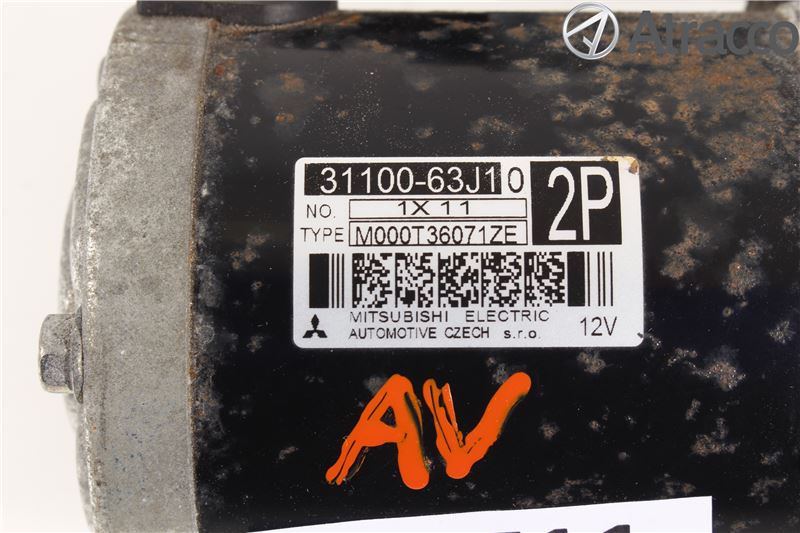 Atracco
31100-63J10
2P
NO. 1X11
TYPE M000T36071ZE
MITSUBISHI ELECTRIC
AUTOMOTIVE CZECH s.r.o. 12V
AV